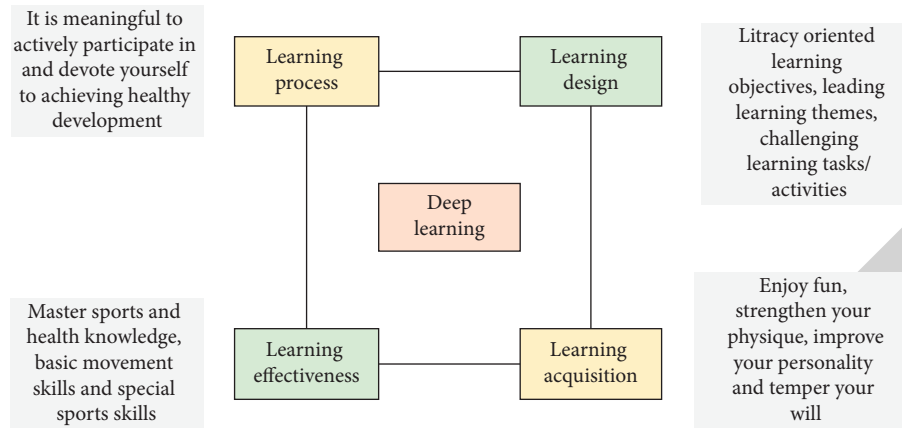 It is meaningful to
actively participate in
and devote yourself
to achieving healthy
development
Learning
process
Learning
design
Litracy oriented
learning
objectives, leading
learning themes,
challenging
learning tasks/
activities
Deep
learning
Master sports and
health knowledge,
basic movement
skills and special
sports skills
Learning
effectiveness
Learning
acquisition
Enjoy fun,
strengthen your
physique, improve
your personality
and temper your
will